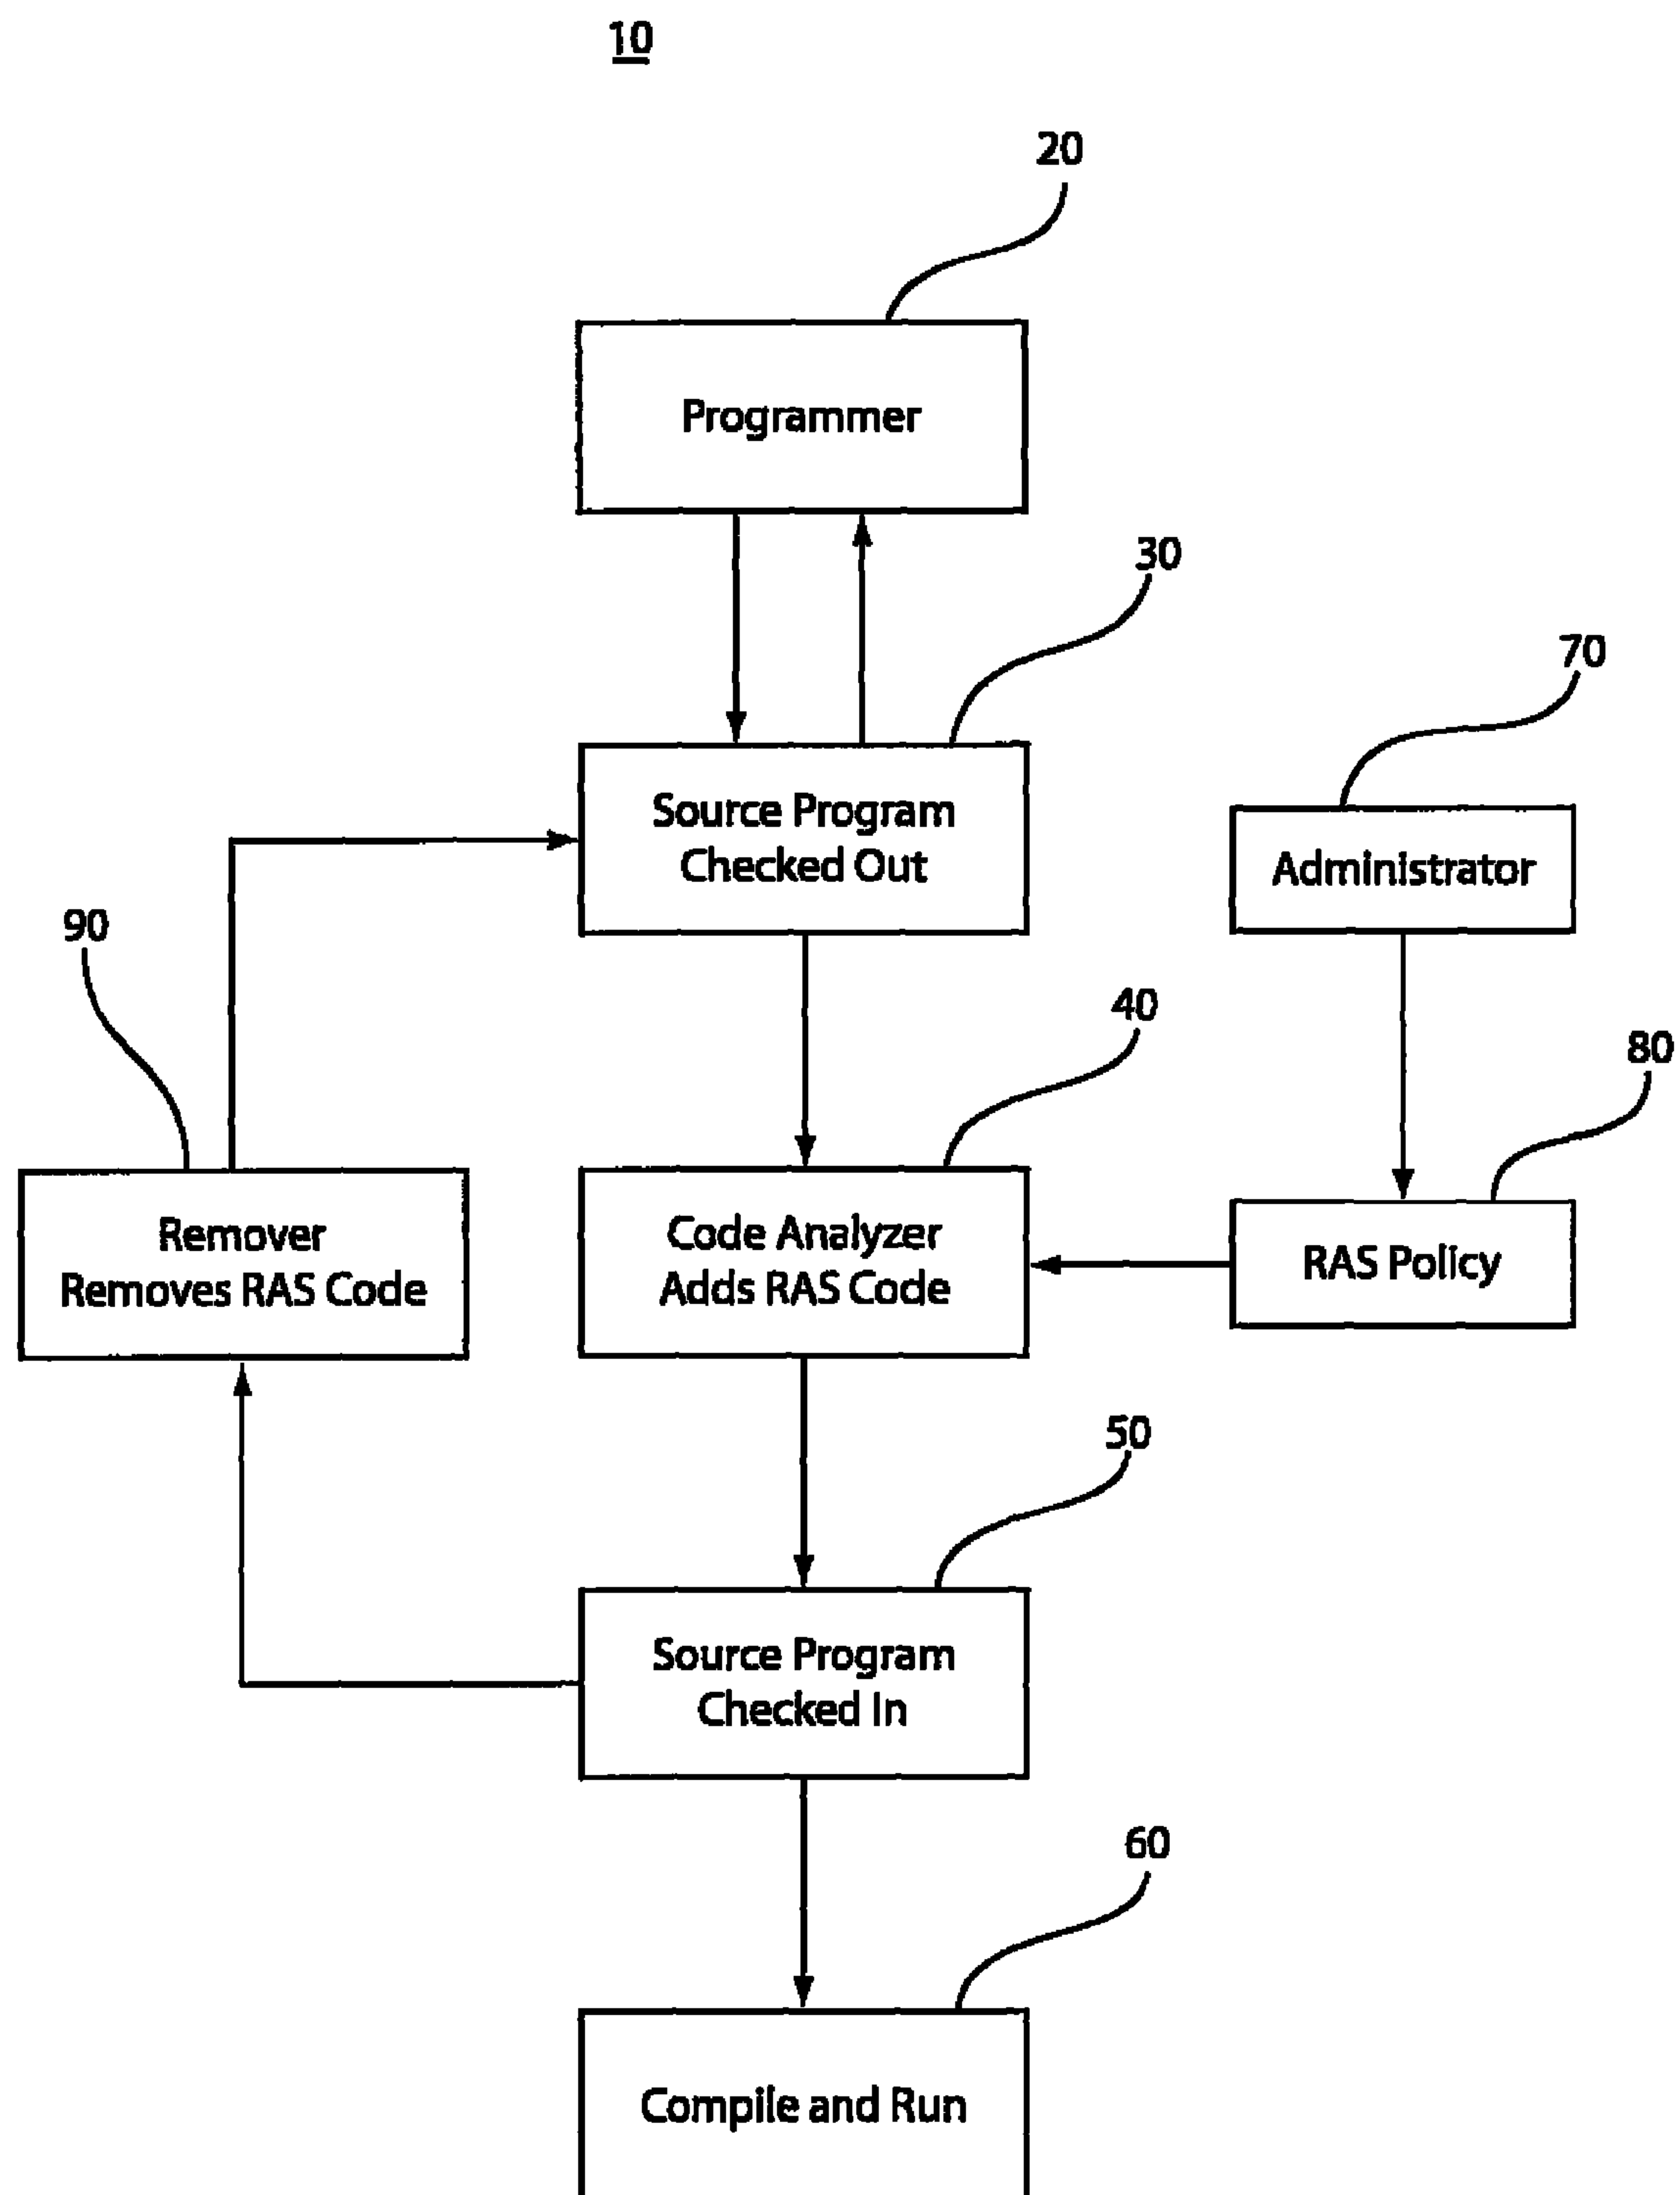 10
20
Programmer
30
Source Program
Checked Out
70
Administrator
90
40
80
Remover
Removes RAS Code
Code Analyzer
Adds RAS Code
RAS Policy
50
Source Program
Checked In
60
Compile and Run